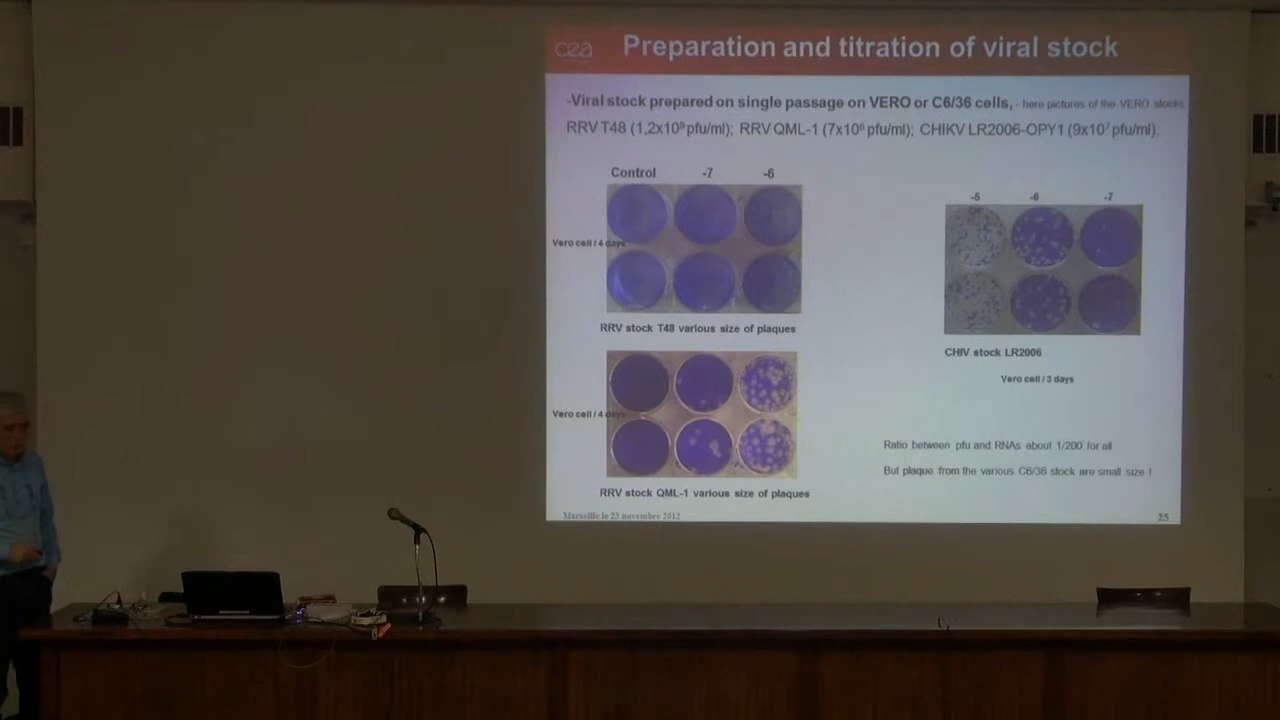 cea
Preparation and titration of viral stock
-Viral stock prepared on single passage on VERO or C6/36 cells, - here pictures of the VERO stocks.
RRV T48 (1,2x10⁹ pfu/ml); RRV QML-1 (7x10⁶ pfu/ml); CHIKV LR2006-OPY1 (9x10⁷ pfu/ml).
Control -7 -6
Vero cell / 4 days
RRV stock T48 various size of plaques
Vero cell / 4 days
RRV stock QML-1 various size of plaques
-5 -6 -7
CHIV stock LR2006
Vero cell / 3 days
Ratio between pfu and RNAs about 1/200 for all
But plaque from the various C6/36 stock are small size !
Marseille le 23 novembre 2012
25